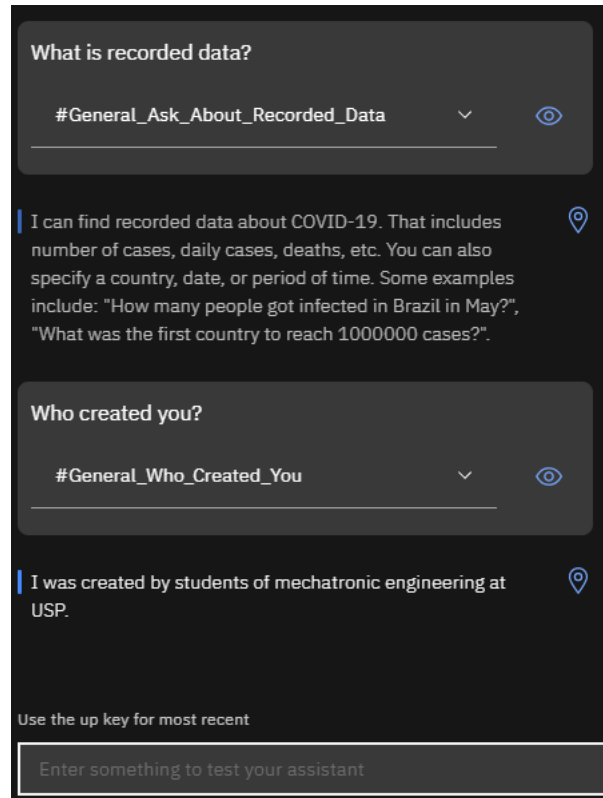 What is recorded data?
#General_Ask_About_Recorded_Data
I can find recorded data about COVID-19. That includes
number of cases, daily cases, deaths, etc. You can also
specify a country, date, or period of time. Some examples
include: "How many people got infected in Brazil in May?",
"What was the first country to reach 1000000 cases?".
Who created you?
#General_Who_Created_You
I was created by students of mechatronic engineering at
USP.
Use the up key for most recent
Enter something to test your assistant